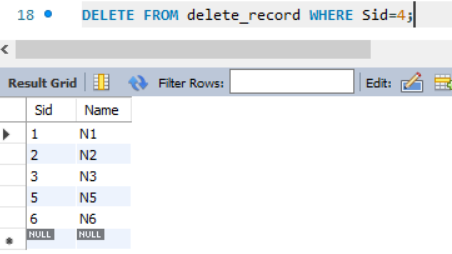 18 DELETE FROM delete_record WHERE Sid=4;
Result Grid Filter Rows: Edit:
Sid Name
1 N1
2 N2
3 N3
5 N5
6 N6
NULL NULL